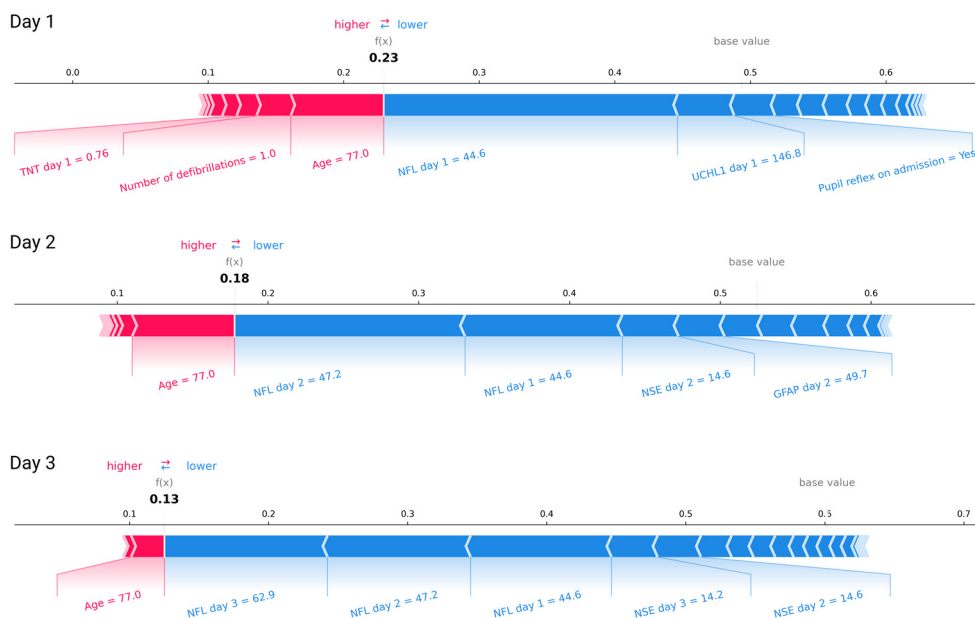 Day 1
higher ⇄ lower
f(x)
base value
0.23
0.0 0.1 0.2 0.3 0.4 0.5 0.6
TNT day 1 = 0.76
Number of defibrillations = 1.0
Age = 77.0
NFL day 1 = 44.6
UCHL1 day 1 = 146.8
Pupil reflex on admission = Yes
Day 2
higher ⇄ lower
f(x)
base value
0.18
0.1 0.2 0.3 0.4 0.5 0.6
Age = 77.0
NFL day 2 = 47.2
NFL day 1 = 44.6
NSE day 2 = 14.6
GFAP day 2 = 49.7
Day 3
higher ⇄ lower
f(x)
base value
0.13
0.1 0.2 0.3 0.4 0.5 0.5 0.7
Age = 77.0
NFL day 3 = 62.9
NFL day 2 = 47.2
NFL day 1 = 44.6
NSE day 3 = 14.2
NSE day 2 = 14.6